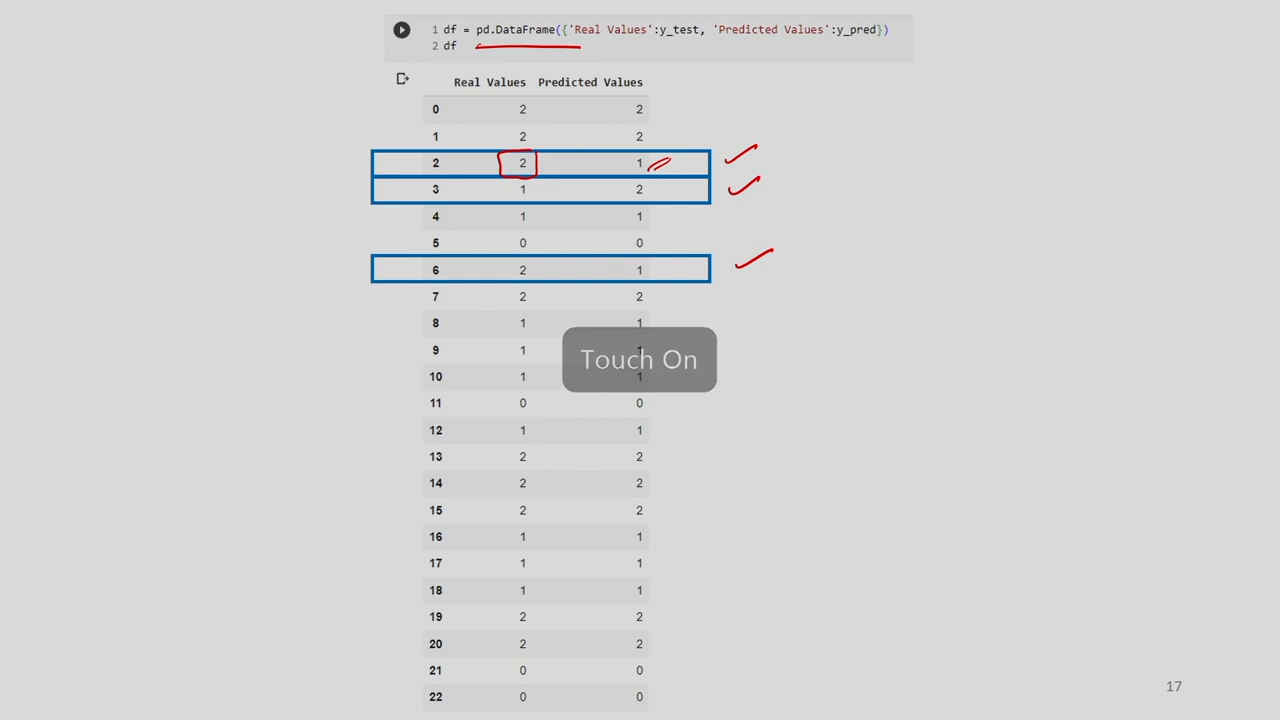 1 df = pd.DataFrame({'Real Values':y_test, 'Predicted Values':y_pred})
2 df
Real Values Predicted Values
0 2 2
1 2 2
2 2 1
3 1 2
4 1 1
5 0 0
6 2 1
7 2 2
8 1 1
9 1 1
10 1 1
11 0 0
12 1 1
13 2 2
14 2 2
15 2 2
16 1 1
17 1 1
18 1 1
19 2 2
20 2 2
21 0 0
22 0 0
Touch On
17